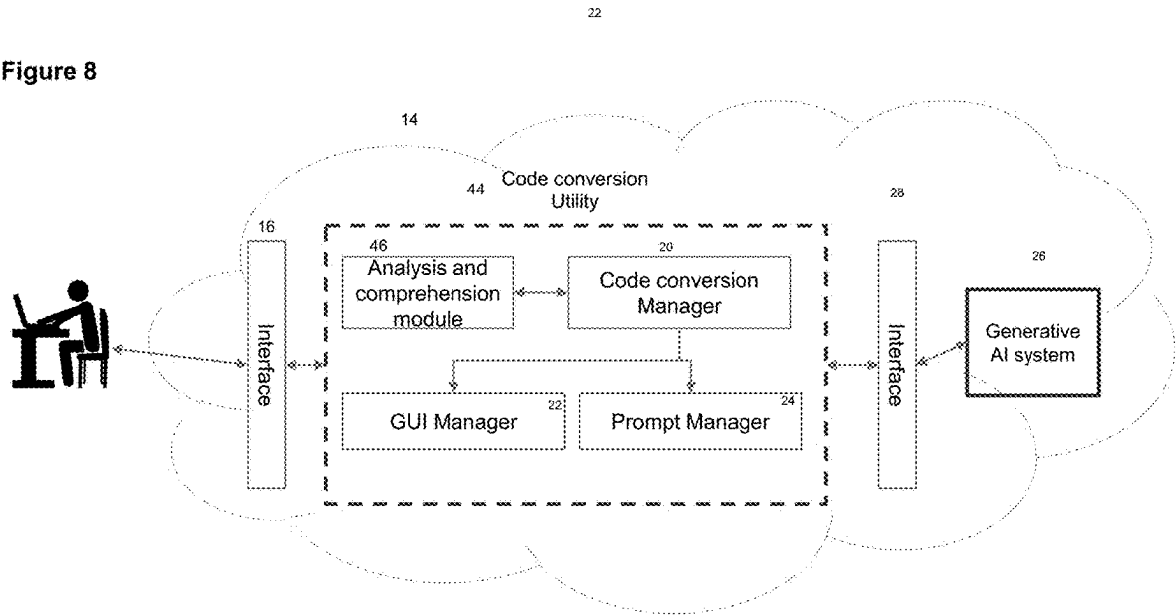 22
Figure 8
14
44
Code conversion
Utility
28
16
46
20
26
Analysis and
comprehension
module
Code conversion
Manager
Interface
Interface
Generative
AI system
GUI Manager
22
Prompt Manager
24